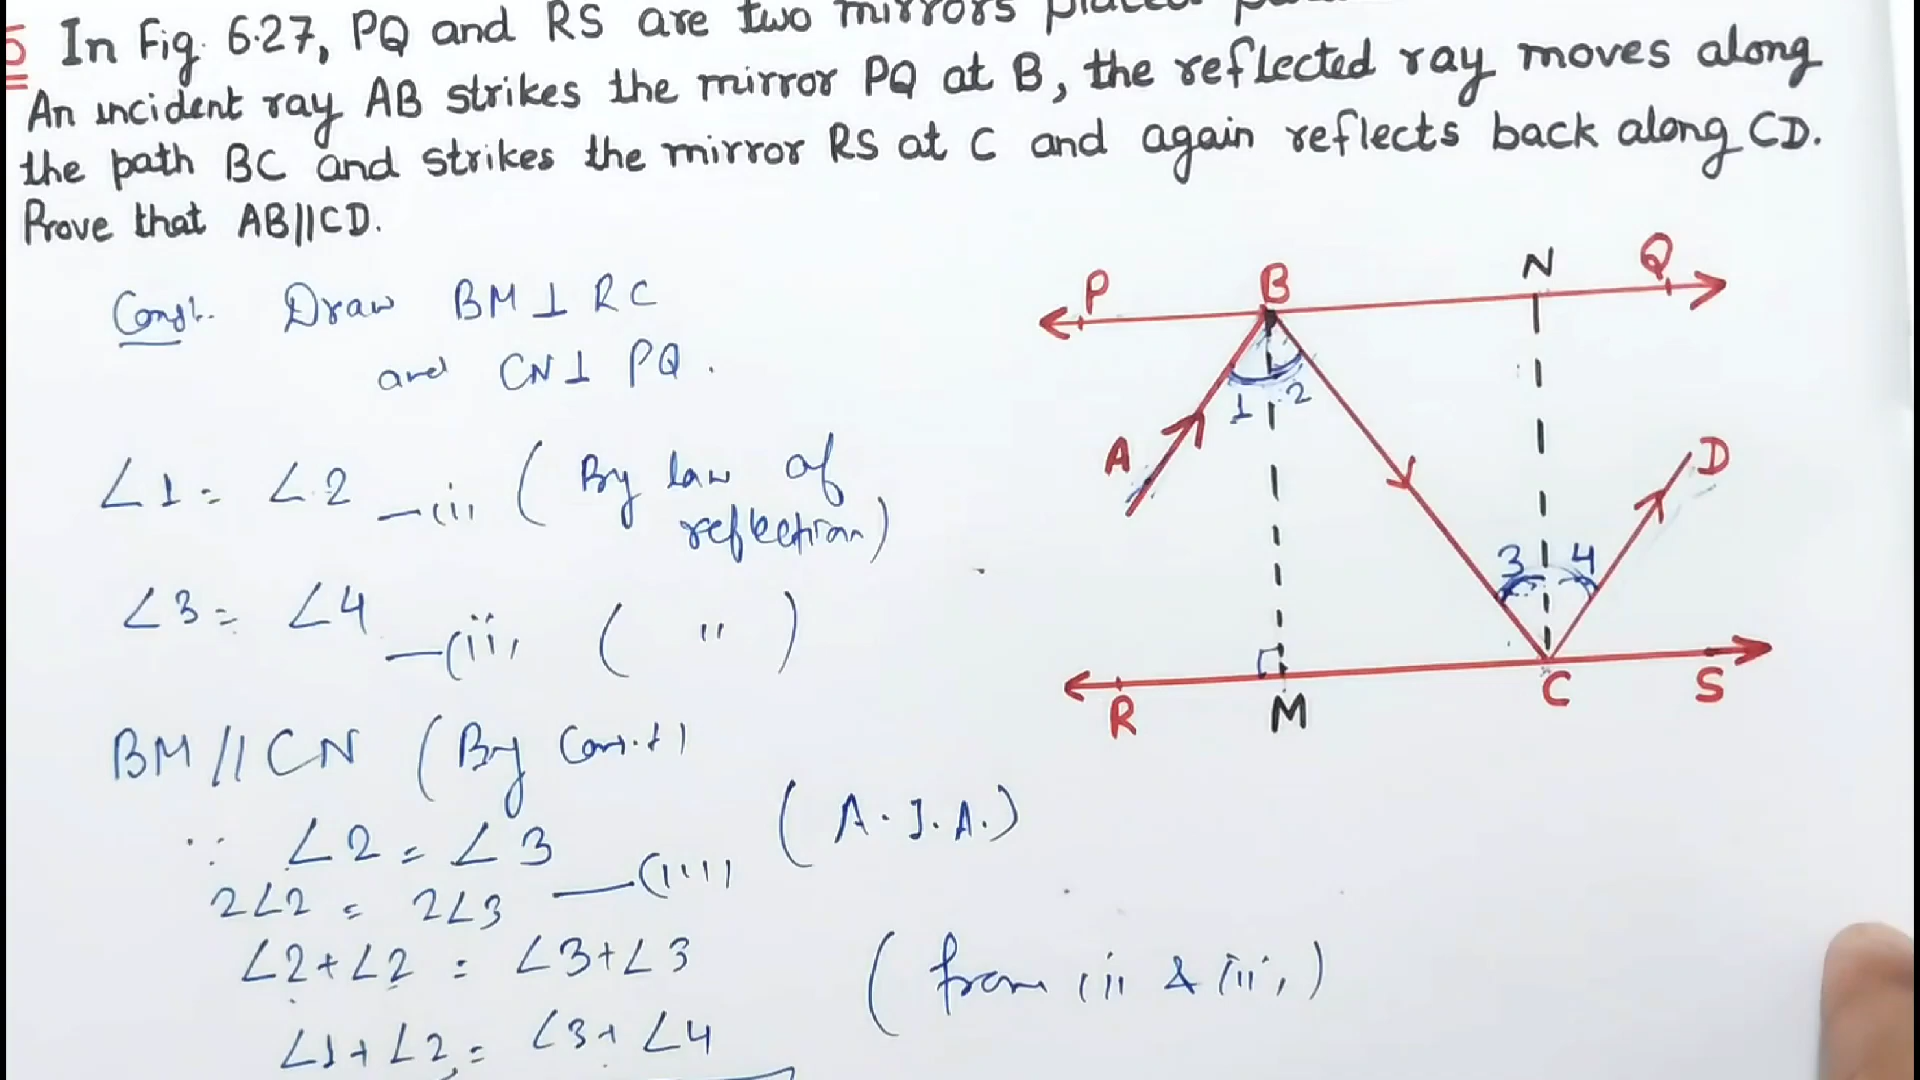 5 In Fig. 6.27, PQ and RS are two mirrors placed
An incident ray AB strikes the mirror PQ at B, the reflected ray moves along
the path BC and strikes the mirror RS at C and again reflects back along CD.
Prove that AB||CD.
Const. Draw BM ⊥ RC
and CN ⊥ PQ.
∠1 = ∠2 —(i) (By law of
reflection)
∠3 = ∠4 —(ii) ( " )
BM // CN (By Const)
∵ ∠2 = ∠3 —(iii) (A.I.A.)
2∠2 = 2∠3
∠2+∠2 = ∠3+∠3
∠1+∠2 = ∠3+∠4 (from (i) & (ii))
P B N Q
1 2
A D
3 4
R M C S